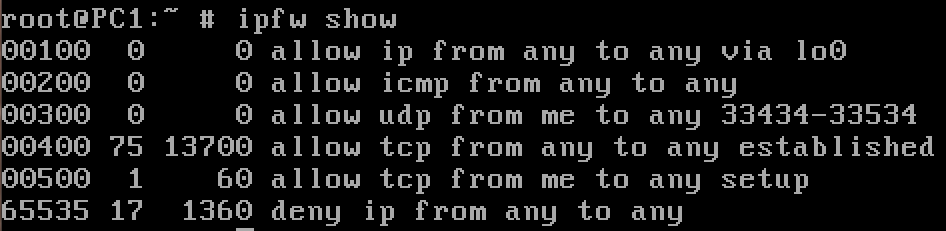 root@PC1:~ # ipfw show
00100  0     0 allow ip from any to any via lo0
00200  0     0 allow icmp from any to any
00300  0     0 allow udp from me to any 33434-33534
00400 75 13700 allow tcp from any to any established
00500  1    60 allow tcp from me to any setup
65535 17  1360 deny ip from any to any